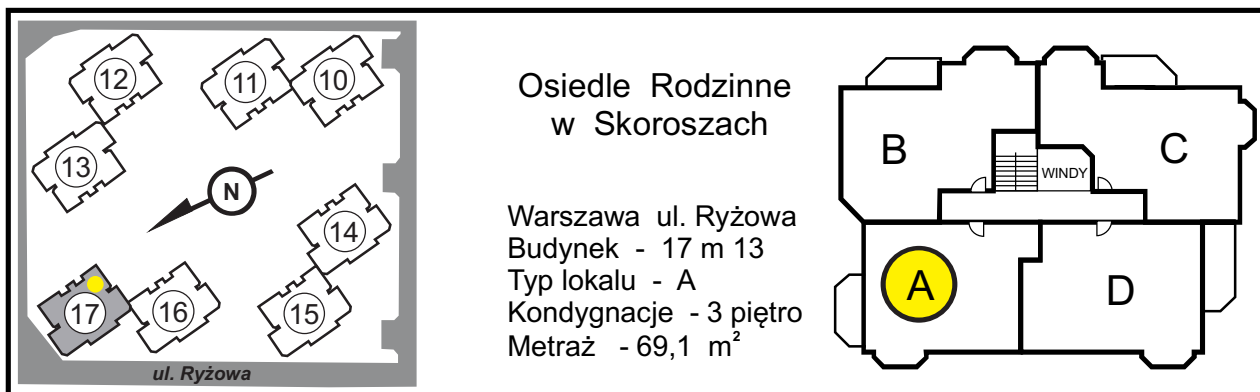 12
11
10
13
N
14
17
16
15
ul. Ryżowa
Osiedle Rodzinne
w Skoroszach
Warszawa ul. Ryżowa
Budynek - 17 m 13
Typ lokalu - A
Kondygnacje - 3 piętro
Metraż - 69,1 m²
B
C
WINDY
A
D